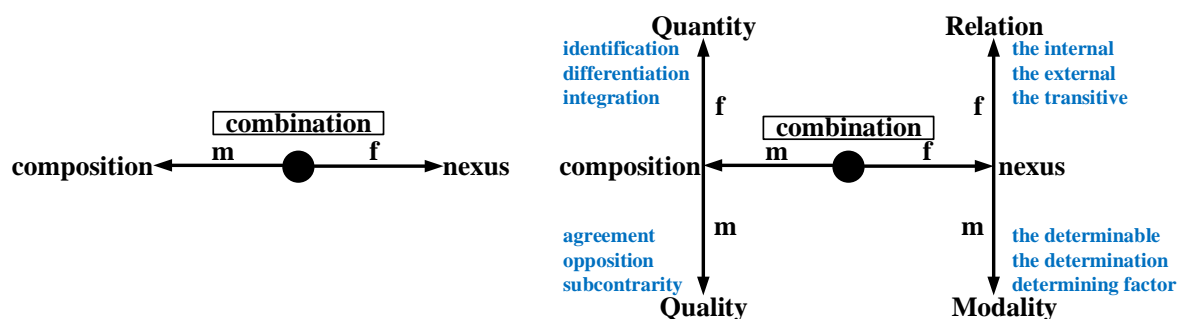 combination
m
f
composition
nexus
Quantity
identification
differentiation
integration
f
Relation
the internal
the external
the transitive
f
combination
m
f
composition
nexus
m
agreement
opposition
subcontrarity
Quality
m
the determinable
the determination
determining factor
Modality